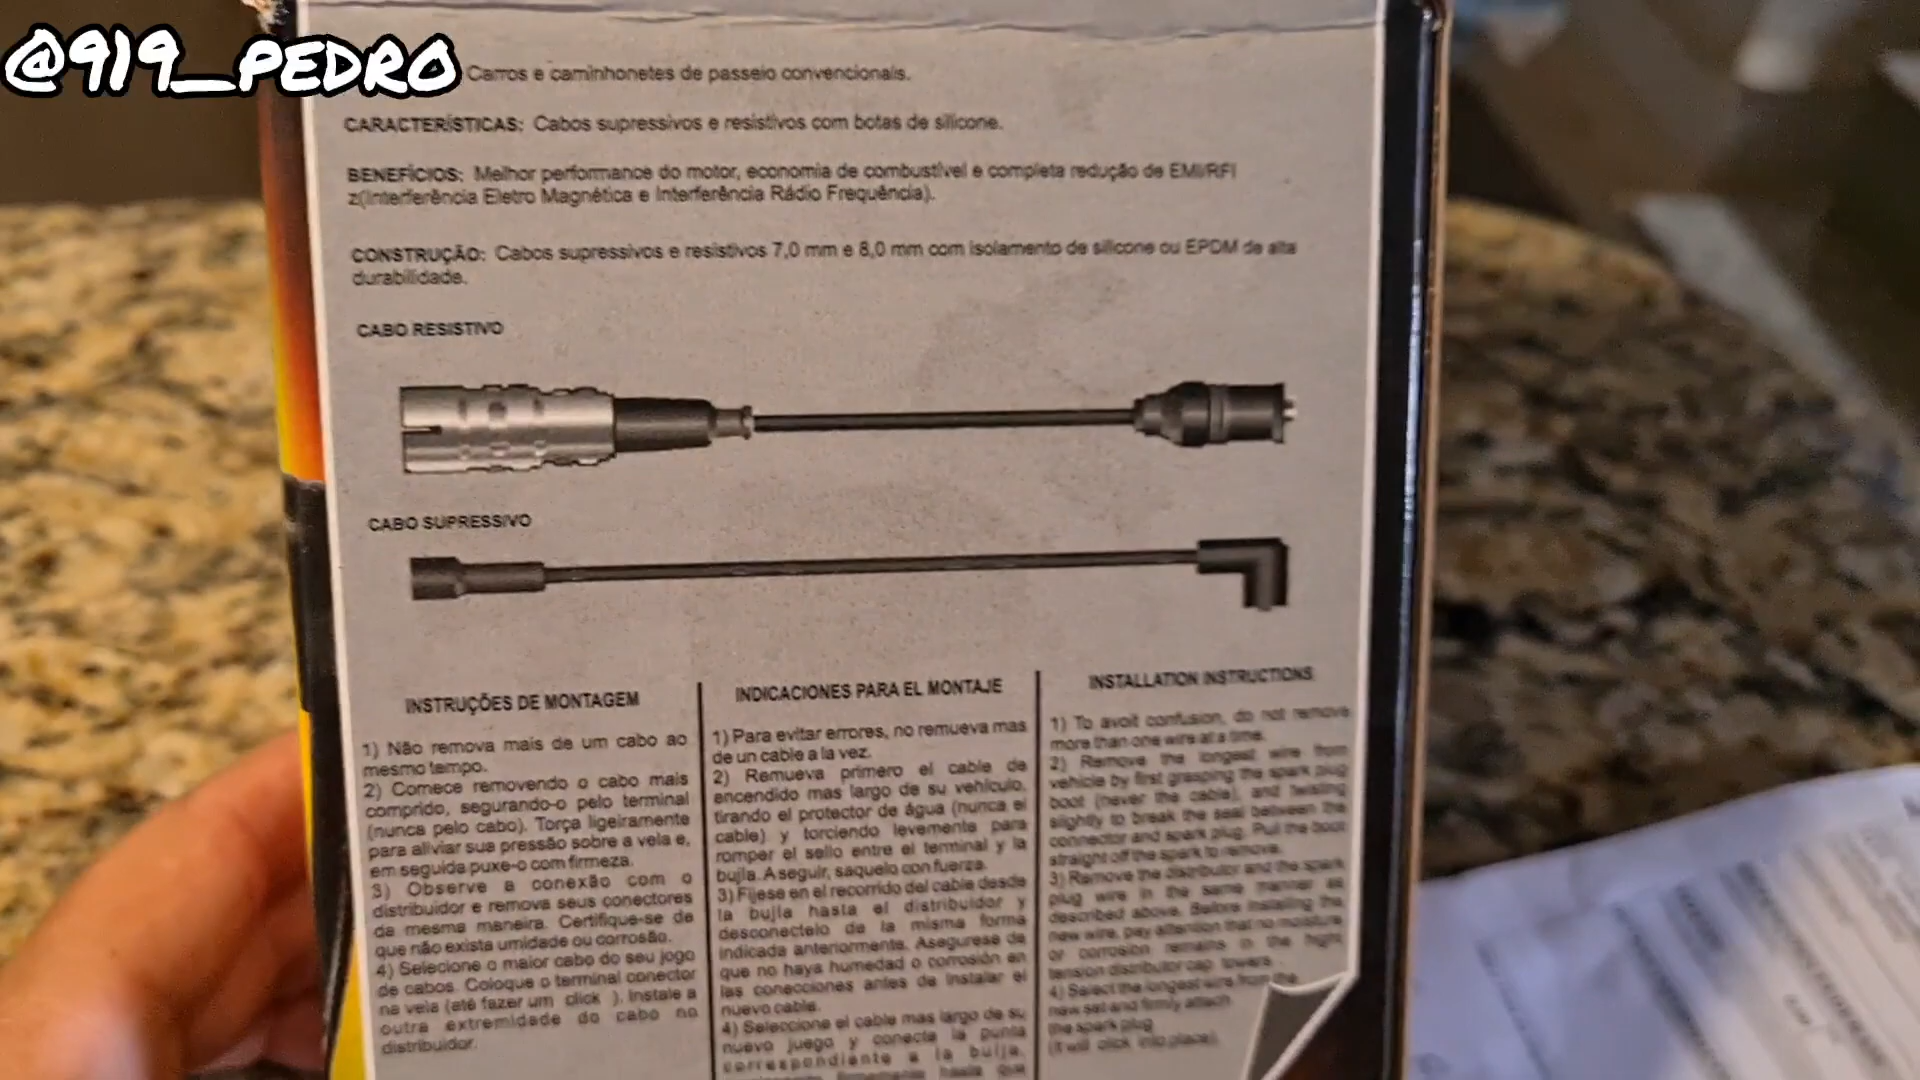 @919_PEDRO
Carros e caminhonetes de passeio convencionais.
CARACTERÍSTICAS: Cabos supressivos e resistivos com botas de silicone.
BENEFÍCIOS: Melhor performance do motor, economia de combustível e completa redução de EMI/RFI
z(Interferência Eletro Magnética e Interferência Rádio Frequência).
CONSTRUÇÃO: Cabos supressivos e resistivos 7,0 mm e 8,0 mm com isolamento de silicone ou EPDM de alta
durabilidade.
CABO RESISTIVO
CABO SUPRESSIVO
INSTRUÇÕES DE MONTAGEM
1) Não remova mais de um cabo ao
mesmo tempo.
2) Comece removendo o cabo mais
comprido, segurando-o pelo terminal
(nunca pelo cabo). Torça ligeiramente
para aliviar sua pressão sobre a vela e,
em seguida puxe-o com firmeza.
3) Observe a conexão com o
distribuidor e remova seus conectores
da mesma maneira. Certifique-se de
que não exista umidade ou corrosão.
4) Selecione o maior cabo do seu jogo
de cabos. Coloque o terminal conector
na vela (até fazer um click ). Instale a
outra extremidade do cabo no
distribuidor.
INDICACIONES PARA EL MONTAJE
1) Para evitar errores, no remueva mas
de un cable a la vez.
2) Remueva primero el cable de
encendido mas largo de su vehículo,
tirando el protector de água (nunca el
cable) y torciendo levemente para
romper el sello entre el terminal y la
bujla. A seguir, saquelo con fuerza.
3) Fijese en el recorrido del cable desde
la bujla hasta el distribuidor y
desconectelo de la misma forma
indicada anteriormente. Asegurese de
que no haya humedad o corrosión en
las conecciones antes de instalar el
nuevo cable.
4) Seleccione el cable mas largo de su
nuevo juego y conecte la punta
correspondiente a la bujla,
firmemente hasta que
INSTALLATION INSTRUCTIONS
1) To avoit confusion, do not remove
more than one wire at a time.
2) Remove the longest wire from
vehicle by first grasping the spark plug
boot (never the cable), and twisting
slightly to break the seal between the
connector and spark plug. Pull the boot
straight off the spark to remove.
3) Remove the distributor and the spark
plug wire in the same manner as
described above. Before installing the
new wire, pay attention that no moisture
or corrosion remains in the hight
tension distributor cap towers.
4) Select the longest wire from the
new set and firmly attach
the spark plug
(it will click into place).